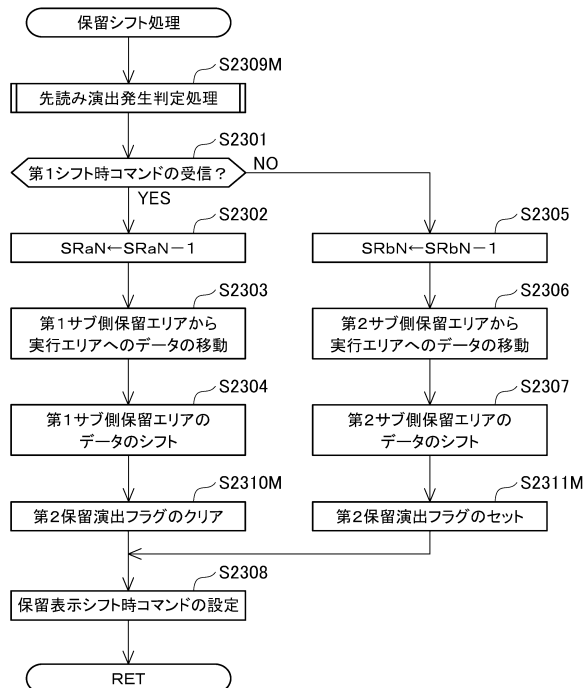 保留シフト処理
S2309M
先読み演出発生判定処理
S2301
第1シフト時コマンドの受信?
NO
YES
S2302
SRaN←SRaN−1
S2303
第1サブ側保留エリアから
実行エリアへのデータの移動
S2304
第1サブ側保留エリアの
データのシフト
S2310M
第2保留演出フラグのクリア
S2305
SRbN←SRbN−1
S2306
第2サブ側保留エリアから
実行エリアへのデータの移動
S2307
第2サブ側保留エリアの
データのシフト
S2311M
第2保留演出フラグのセット
S2308
保留表示シフト時コマンドの設定
RET